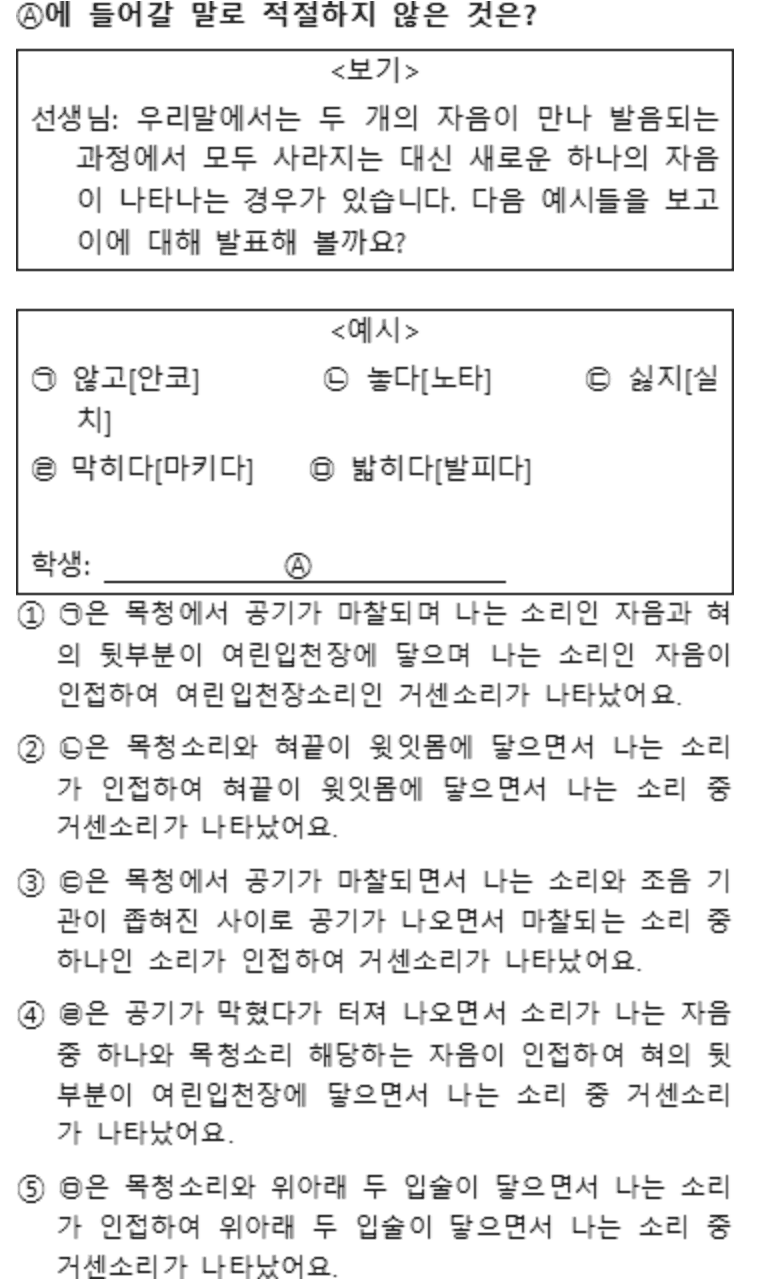 Ⓐ에 들어갈 말로 적절하지 않은 것은?
<보기>
선생님: 우리말에서는 두 개의 자음이 만나 발음되는
과정에서 모두 사라지는 대신 새로운 하나의 자음
이 나타나는 경우가 있습니다. 다음 예시들을 보고
이에 대해 발표해 볼까요?
<예시>
㉠ 않고[안코] ㉡ 놓다[노타] ㉢ 싫지[실
치]
㉣ 막히다[마키다] ㉤ 밟히다[발피다]
학생: Ⓐ
① ㉠은 목청에서 공기가 마찰되며 나는 소리인 자음과 혀
의 뒷부분이 여린입천장에 닿으며 나는 소리인 자음이
인접하여 여린입천장소리인 거센소리가 나타났어요.
② ㉡은 목청소리와 혀끝이 윗잇몸에 닿으면서 나는 소리
가 인접하여 혀끝이 윗잇몸에 닿으면서 나는 소리 중
거센소리가 나타났어요.
③ ㉢은 목청에서 공기가 마찰되면서 나는 소리와 조음 기
관이 좁혀진 사이로 공기가 나오면서 마찰되는 소리 중
하나인 소리가 인접하여 거센소리가 나타났어요.
④ ㉣은 공기가 막혔다가 터져 나오면서 소리가 나는 자음
중 하나와 목청소리 해당하는 자음이 인접하여 혀의 뒷
부분이 여린입천장에 닿으면서 나는 소리 중 거센소리
가 나타났어요.
⑤ ㉤은 목청소리와 위아래 두 입술이 닿으면서 나는 소리
가 인접하여 위아래 두 입술이 닿으면서 나는 소리 중
거센소리가 나타났어요.